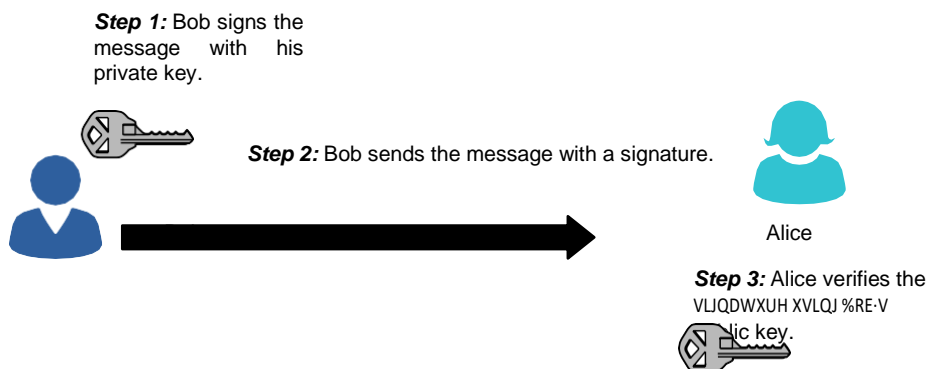 Step 1: Bob signs the
message with his
private key.
Step 2: Bob sends the message with a signature.
Alice
Step 3: Alice verifies the
VLJQDWXUH XVLQJ %RE·V
lic key.